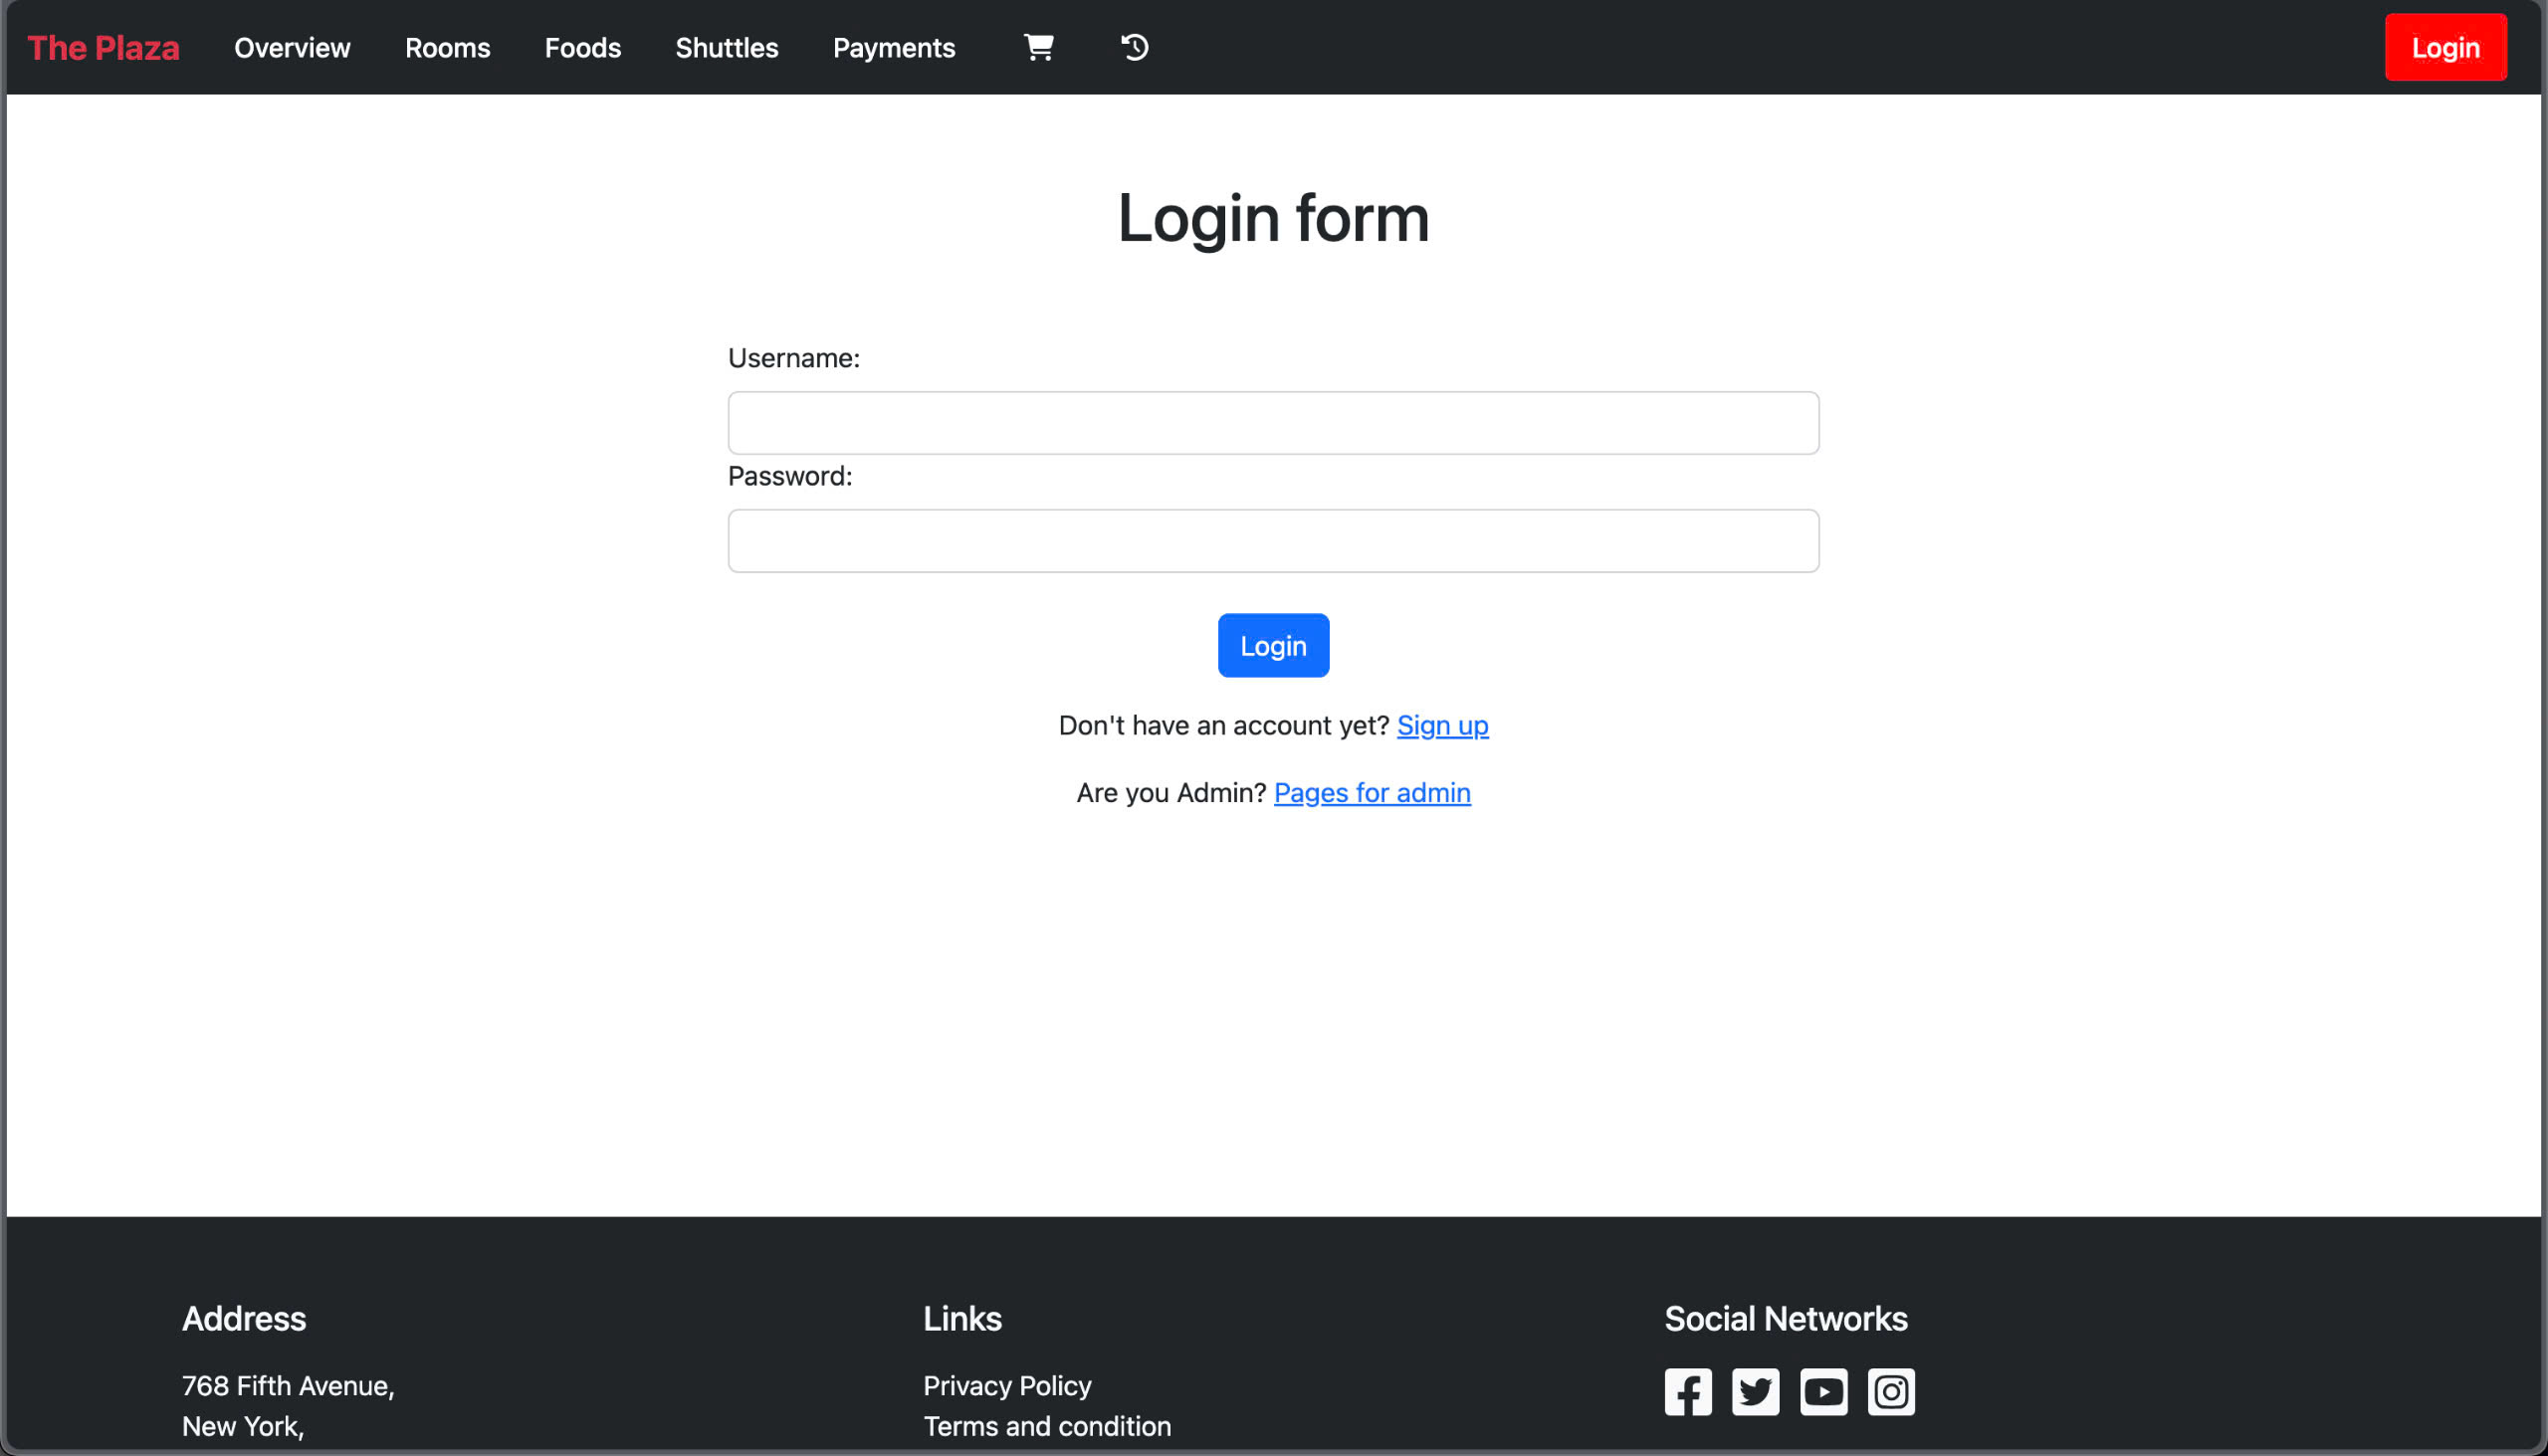 The Plaza Overview Rooms Foods Shuttles Payments Login
Login form
Username:
Password:
Login
Don't have an account yet? Sign up
Are you Admin? Pages for admin
Address
768 Fifth Avenue,
New York,
Links
Privacy Policy
Terms and condition
Social Networks